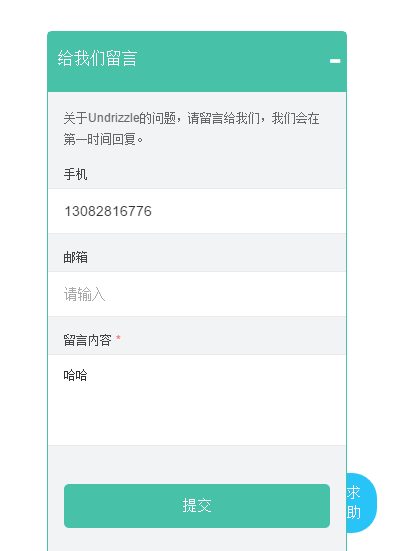 给我们留言
关于Undrizzle的问题，请留言给我们，我们会在
第一时间回复。
手机
13082816776
邮箱
请输入
留言内容 *
哈哈
提交
求
助